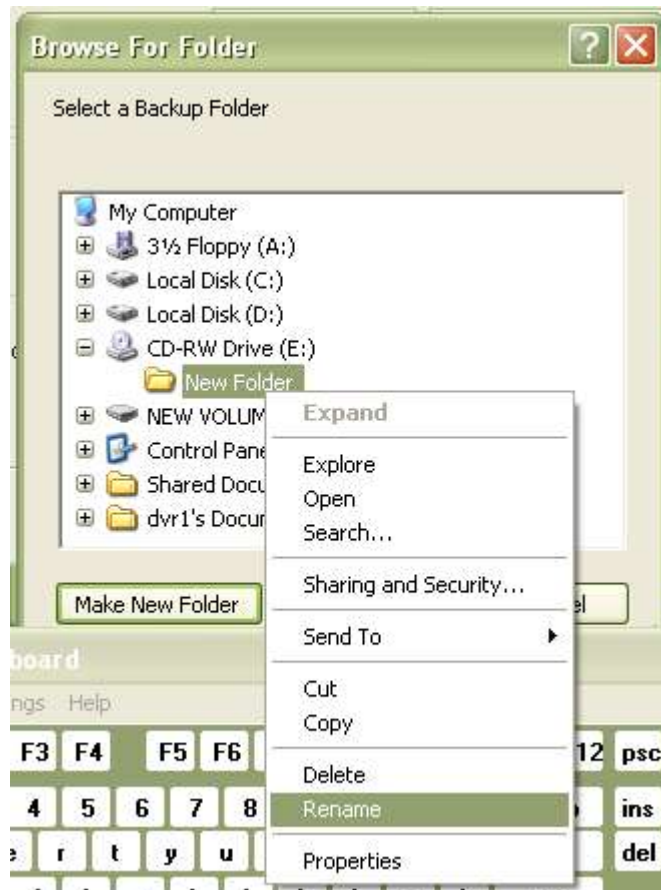 Browse For Folder
Select a Backup Folder
My Computer
3½ Floppy (A:)
Local Disk (C:)
Local Disk (D:)
CD-RW Drive (E:)
New Folder
NEW VOLUM
Control Pane
Shared Docu
dvr1's Docur
Expand
Explore
Open
Search...
Sharing and Security...
Send To
Cut
Copy
Delete
Rename
Properties
Make New Folder
el
board
ngs Help
F3 F4 F5 F6 12 psc
4 5 6 7 8 ins
e r t y u del